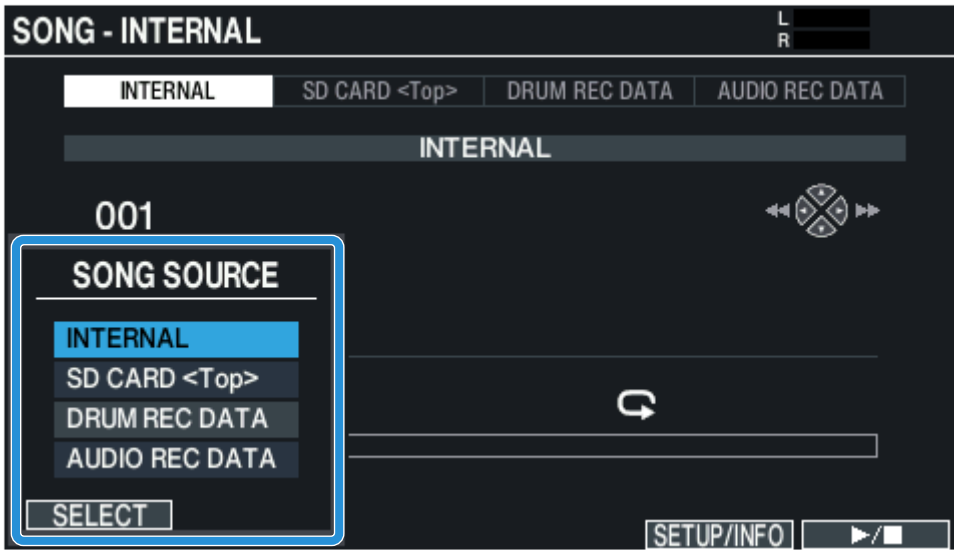 SONG - INTERNAL
L
R
INTERNAL SD CARD <Top> DRUM REC DATA AUDIO REC DATA
INTERNAL
001
SONG SOURCE
INTERNAL
SD CARD <Top>
DRUM REC DATA
AUDIO REC DATA
SELECT
SETUP/INFO ▶/■